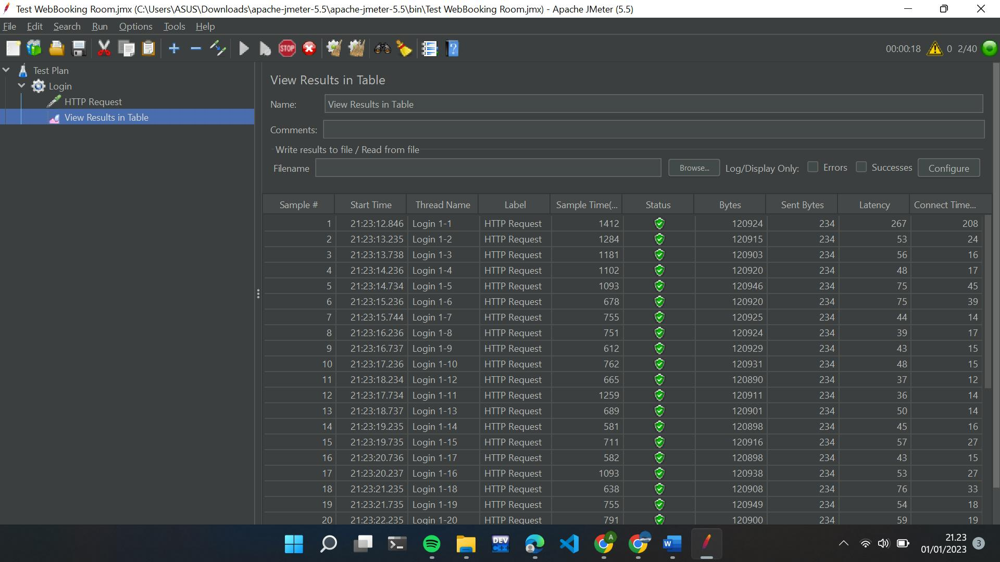 Test WebBooking Room.jmx (C:\Users\ASUS\Downloads\apache-jmeter-5.5\apache-jmeter-5.5\bin\Test WebBooking Room.jmx) - Apache JMeter (5.5)
File Edit Search Run Options Tools Help
STOP 00:00:18 0 2/40
Test Plan
Login
HTTP Request
View Results in Table
View Results in Table
Name: View Results in Table
Comments:
Write results to file / Read from file
Filename Browse... Log/Display Only: Errors Successes Configure
Sample # Start Time Thread Name Label Sample Time(... Status Bytes Sent Bytes Latency Connect Time...
1 21:23:12.846 Login 1-1 HTTP Request 1412 120924 234 267 208
2 21:23:13.235 Login 1-2 HTTP Request 1284 120915 234 53 24
3 21:23:13.738 Login 1-3 HTTP Request 1181 120903 234 56 16
4 21:23:14.236 Login 1-4 HTTP Request 1102 120920 234 48 17
5 21:23:14.734 Login 1-5 HTTP Request 1093 120946 234 75 45
6 21:23:15.236 Login 1-6 HTTP Request 678 120920 234 75 39
7 21:23:15.744 Login 1-7 HTTP Request 755 120925 234 44 14
8 21:23:16.236 Login 1-8 HTTP Request 751 120924 234 39 17
9 21:23:16.737 Login 1-9 HTTP Request 612 120929 234 43 15
10 21:23:17.236 Login 1-10 HTTP Request 762 120931 234 48 15
11 21:23:18.234 Login 1-12 HTTP Request 665 120890 234 37 12
12 21:23:17.734 Login 1-11 HTTP Request 1259 120911 234 36 14
13 21:23:18.737 Login 1-13 HTTP Request 689 120901 234 50 14
14 21:23:19.235 Login 1-14 HTTP Request 581 120898 234 45 16
15 21:23:19.735 Login 1-15 HTTP Request 711 120916 234 57 27
16 21:23:20.736 Login 1-17 HTTP Request 582 120898 234 43 15
17 21:23:20.237 Login 1-16 HTTP Request 1093 120938 234 53 27
18 21:23:21.235 Login 1-18 HTTP Request 638 120908 234 76 33
19 21:23:21.735 Login 1-19 HTTP Request 755 120949 234 54 18
20 21:23:22.235 Login 1-20 HTTP Request 791 120900 234 59 19
DEV C++ A W 21.23
01/01/2023 3